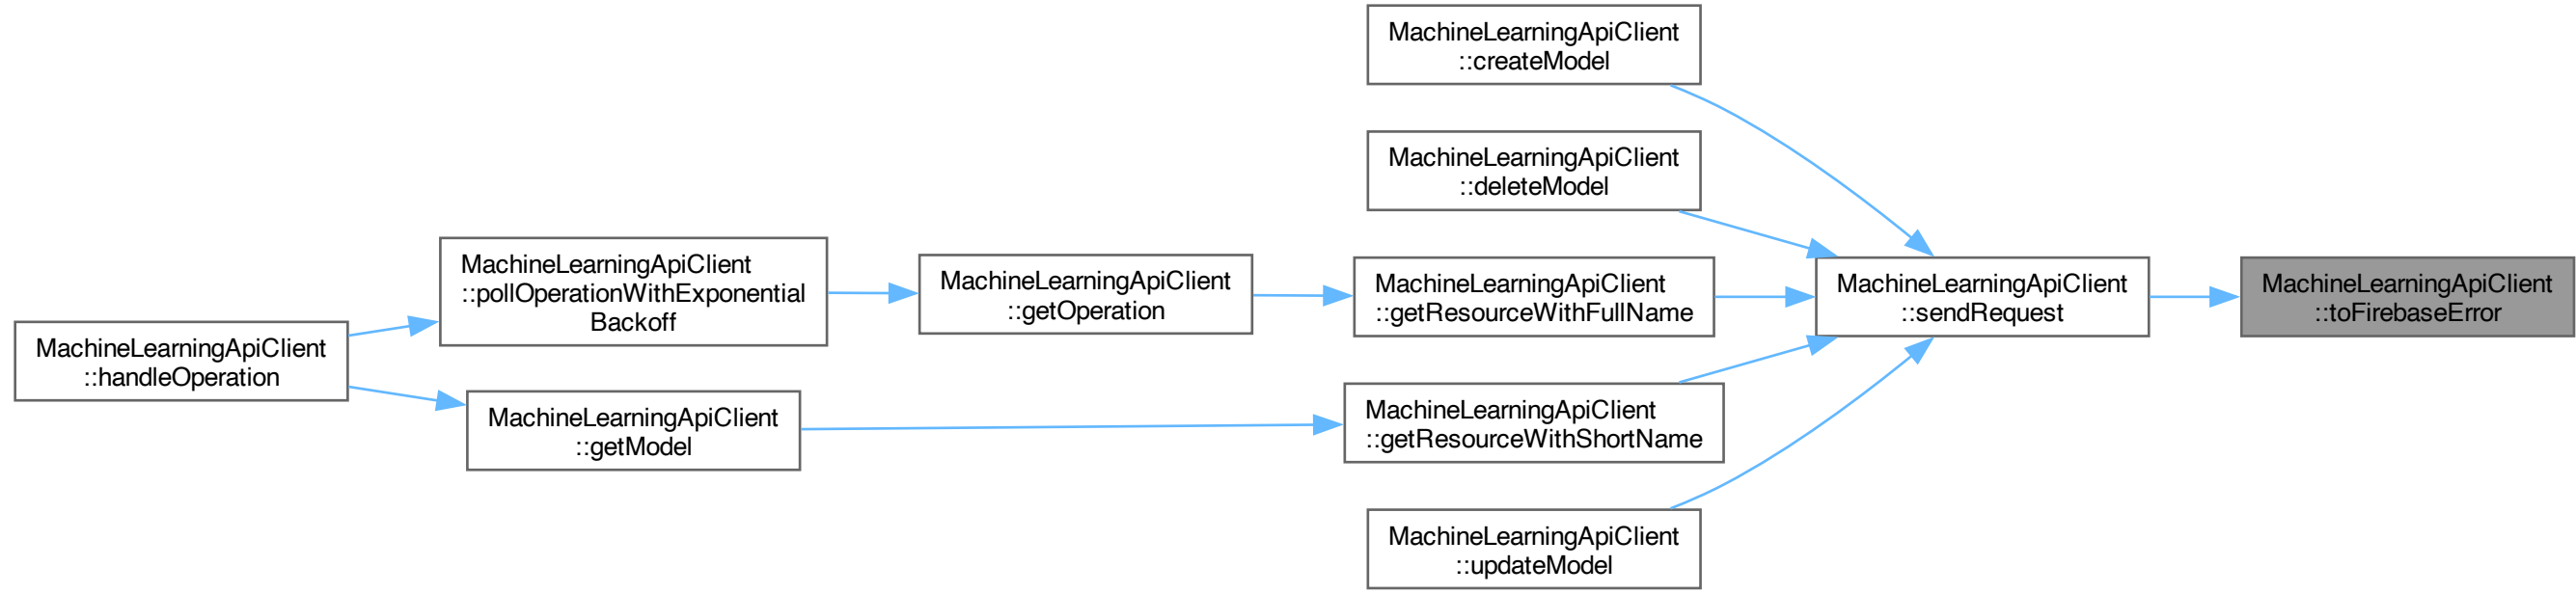 MachineLearningApiClient
::handleOperation
MachineLearningApiClient
::pollOperationWithExponential
Backoff
MachineLearningApiClient
::getModel
MachineLearningApiClient
::getOperation
MachineLearningApiClient
::createModel
MachineLearningApiClient
::deleteModel
MachineLearningApiClient
::getResourceWithFullName
MachineLearningApiClient
::getResourceWithShortName
MachineLearningApiClient
::updateModel
MachineLearningApiClient
::sendRequest
MachineLearningApiClient
::toFirebaseError